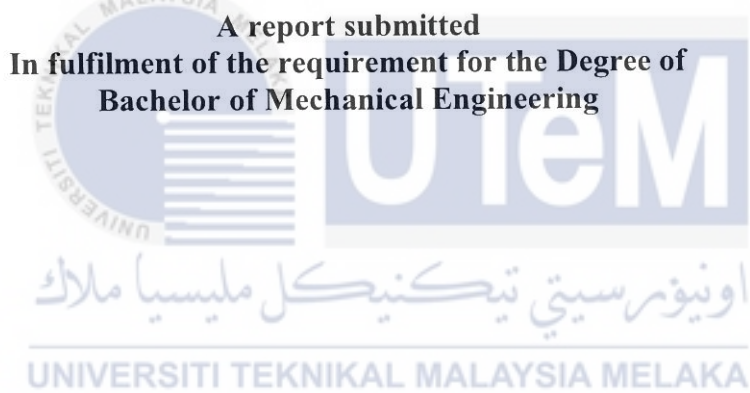 A report submitted
In fulfilment of the requirement for the Degree of
Bachelor of Mechanical Engineering
UTeM
اونيۏرسيتي تيكنيكل مليسيا ملاك
UNIVERSITI TEKNIKAL MALAYSIA MELAKA